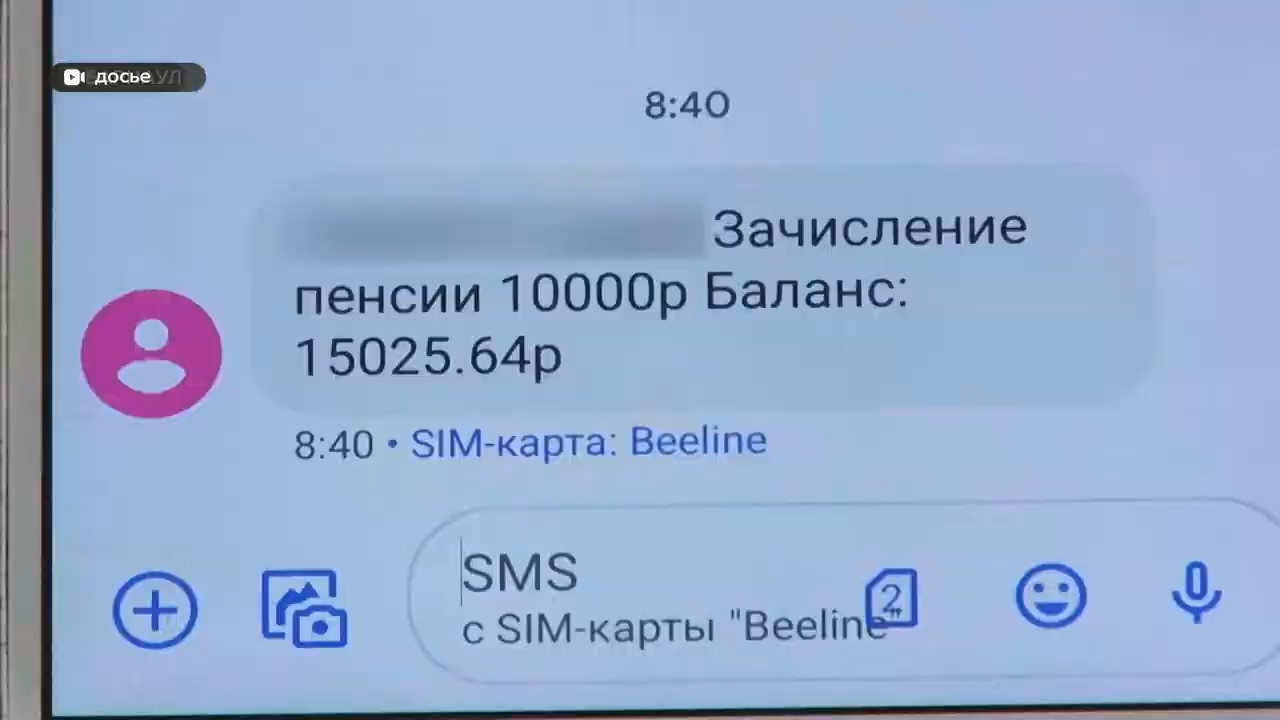 досье
8:40
Зачисление
пенсии 10000р Баланс:
15025.64р
8:40 • SIM-карта: Beeline
SMS
2
с SIM-карты "Beeline"